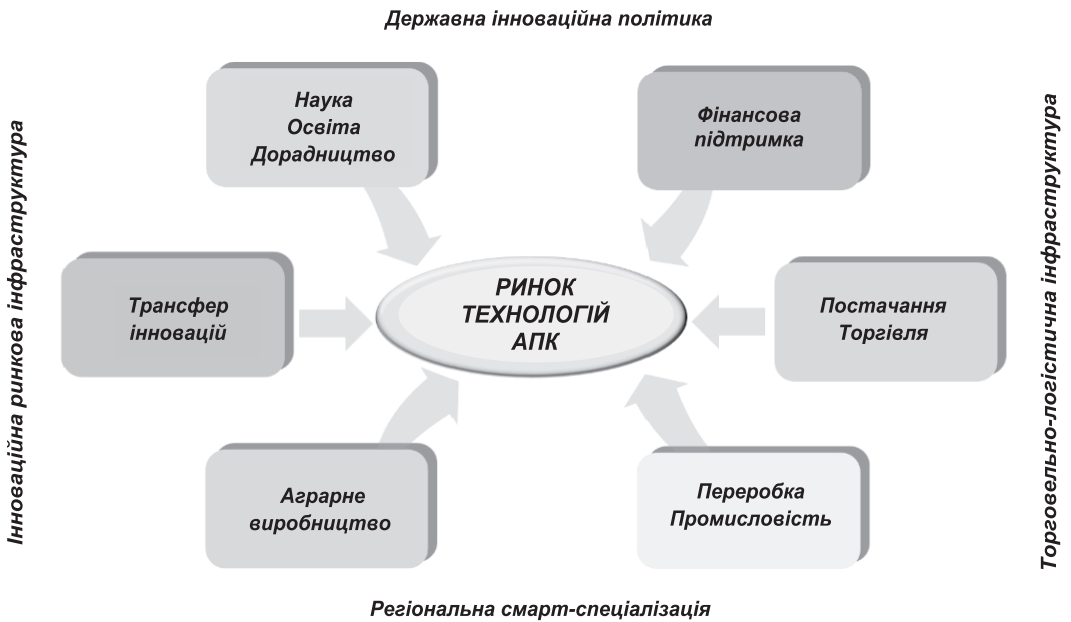 Державна інноваційна політика
Наука
Освіта
Дорадництво
Фінансова
підтримка
Інноваційна ринкова інфраструктура
Торговельно-логістична інфраструктура
Трансфер
інновацій
РИНОК
ТЕХНОЛОГІЙ
АПК
Постачання
Торгівля
Аграрне
виробництво
Переробка
Промисловість
Регіональна смарт-спеціалізація